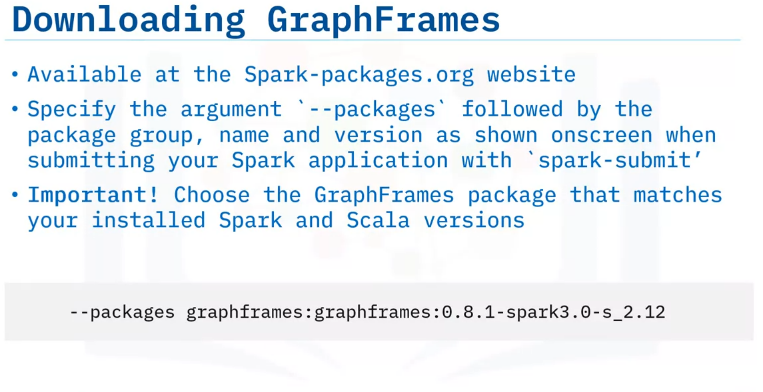 Downloading GraphFrames
• Available at the Spark-packages.org website
• Specify the argument `--packages` followed by the
package group, name and version as shown onscreen when
submitting your Spark application with `spark-submit’
• Important! Choose the GraphFrames package that matches
your installed Spark and Scala versions
--packages graphframes:graphframes:0.8.1-spark3.0-s_2.12